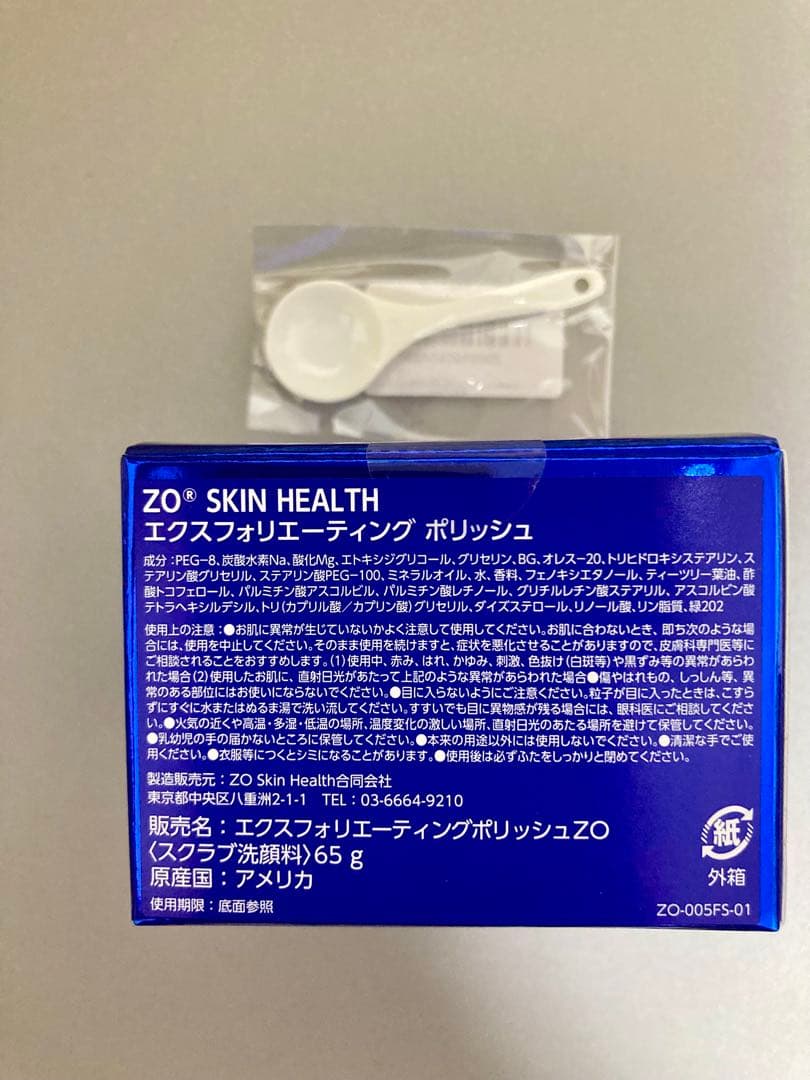 ZO® SKIN HEALTH
エクスフォリエーティング ポリッシュ
成分：PEG-8、炭酸水素Na、酸化Mg、エトキシジグリコール、グリセリン、BG、オレス-20、トリヒドロキシステアリン、ス
テアリン酸グリセリル、ステアリン酸PEG-100、ミネラルオイル、水、香料、フェノキシエタノール、ティーツリー葉油、酢
酸トコフェロール、パルミチン酸アスコルビル、パルミチン酸レチノール、グリチルレチン酸ステアリル、アスコルビン酸
テトラヘキシルデシル、トリ（カプリル酸／カプリン酸）グリセリル、ダイズステロール、リノール酸、リン脂質、緑202
使用上の注意：●お肌に異常が生じていないかよく注意して使用してください。お肌に合わないとき、即ち次のような場
合には、使用を中止してください。そのまま使用を続けますと、症状を悪化させることがありますので、皮膚科専門医等に
ご相談されることをおすすめします。（1）使用中、赤み、はれ、かゆみ、刺激、色抜け（白斑等）や黒ずみ等の異常があらわ
れた場合（2）使用したお肌に、直射日光があたって上記のような異常があらわれた場合●傷やはれもの、しっしん等、異
常のある部位にはお使いにならないでください。●目に入らないようにご注意ください。粒子が目に入ったときは、こすら
ずにすぐに水またはぬるま湯で洗い流してください。すすいでも目に異物感が残る場合には、眼科医にご相談してくださ
い。●火気の近くや高温・多湿・低温の場所、温度変化の激しい場所、直射日光のあたる場所を避けて保管してください。
●乳幼児の手の届かないところに保管してください。●本来の用途以外には使用しないでください。●清潔な手でご使
用ください。●衣服等につくとシミになることがあります。●使用後は必ずふたをしっかりと閉めてください。
製造販売元：ZO Skin Health合同会社
東京都中央区八重洲2-1-1 TEL：03-6664-9210
販売名：エクスフォリエーティングポリッシュZO
〈スクラブ洗顔料〉65 g
原産国：アメリカ
使用期限：底面参照
紙
外箱
ZO-005FS-01